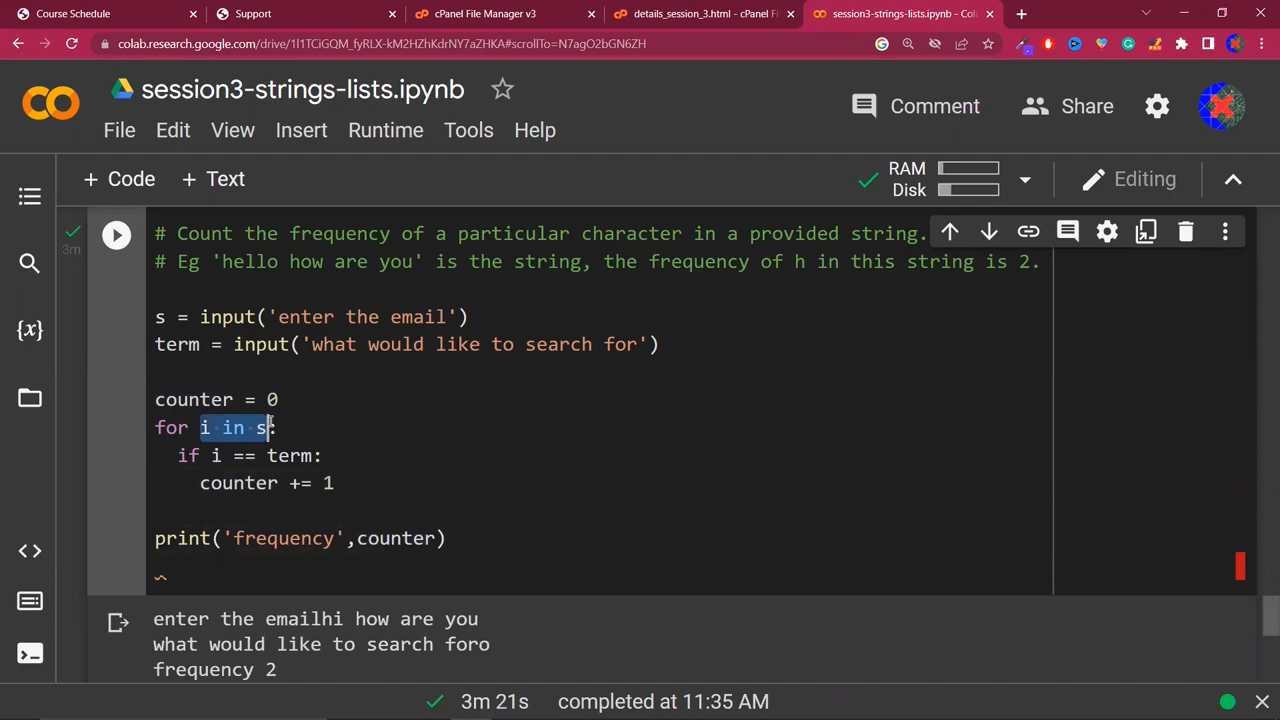 Course Schedule
Support
cPanel File Manager v3
details_session_3.html - cPanel Fi
session3-strings-lists.ipynb - Cola
colab.research.google.com/drive/1l1TCiGQM_fyRLX-kM2HZhKdrNY7aZHKA#scrollTo=N7agO2bGN6ZH
session3-strings-lists.ipynb
Comment
Share
File Edit View Insert Runtime Tools Help
+ Code + Text
RAM
Disk
Editing
3m
# Count the frequency of a particular character in a provided string.
# Eg 'hello how are you' is the string, the frequency of h in this string is 2.
s = input('enter the email')
term = input('what would like to search for')
counter = 0
for i in s:
if i == term:
counter += 1
print('frequency',counter)
{x}
enter the emailhi how are you
what would like to search foro
frequency 2
3m 21s completed at 11:35 AM